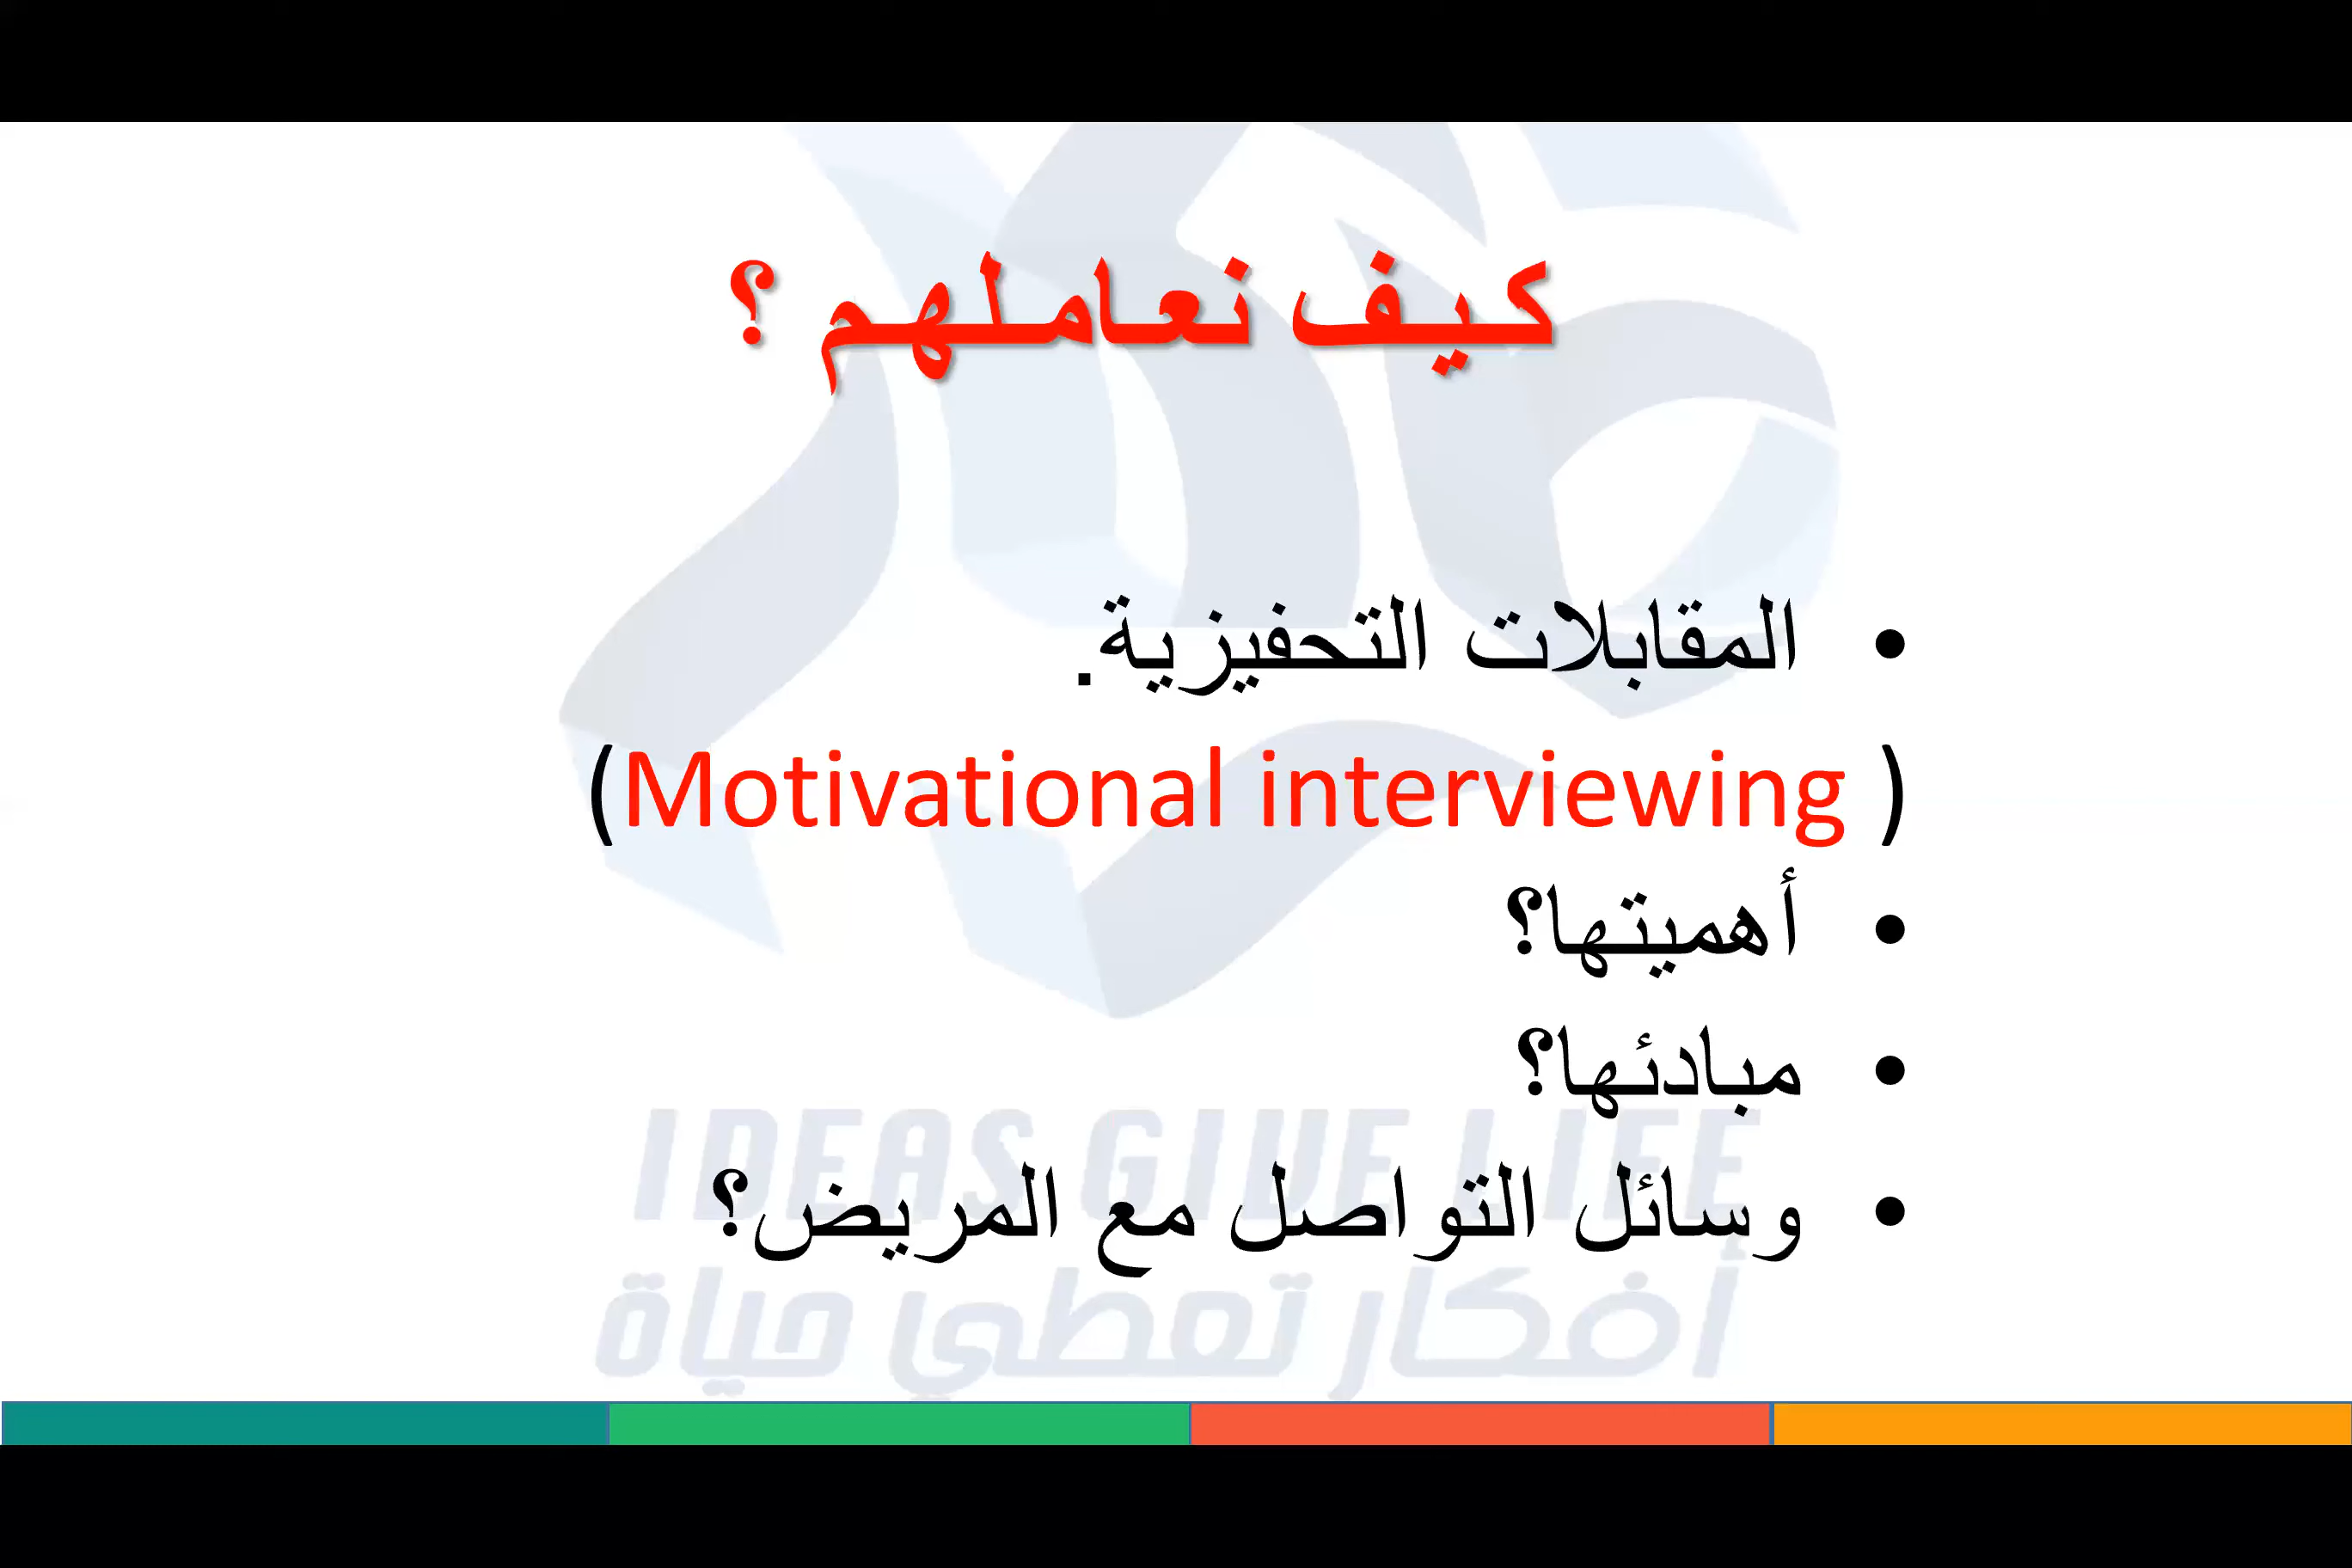 كيف نعاملهم ؟
• المقابلات التحفيزية.
(Motivational interviewing )
• أهميتها؟
• مبادئها؟
• وسائل التواصل مع المريض؟
IDEAS GIVE LIFE
أفكار تعطي حياة